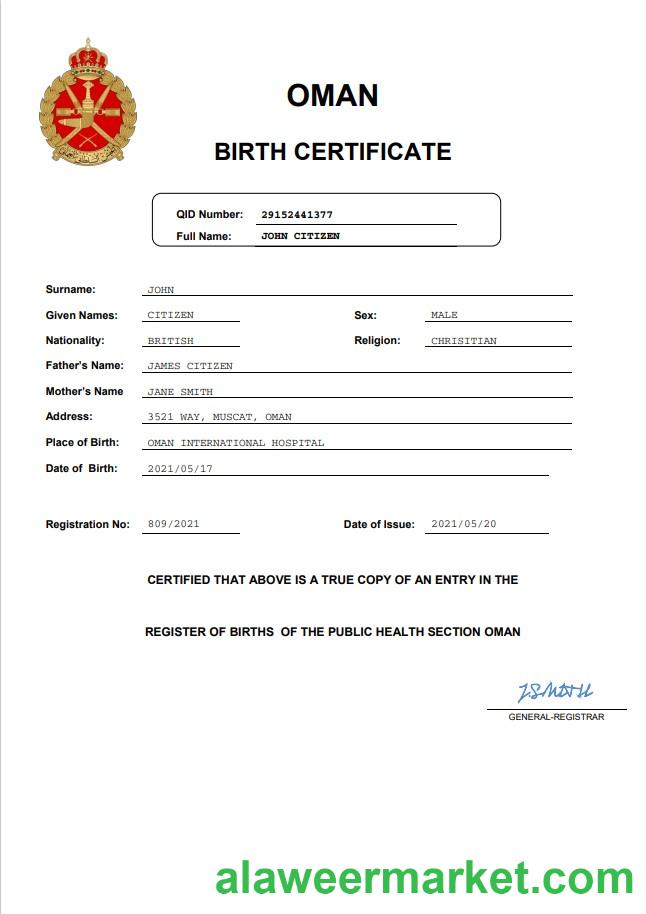 OMAN
BIRTH CERTIFICATE
QID Number: 29152441377
Full Name: JOHN CITIZEN
Surname: JOHN
Given Names: CITIZEN Sex: MALE
Nationality: BRITISH Religion: CHRISITIAN
Father's Name: JAMES CITIZEN
Mother's Name JANE SMITH
Address: 3521 WAY, MUSCAT, OMAN
Place of Birth: OMAN INTERNATIONAL HOSPITAL
Date of Birth: 2021/05/17
Registration No: 809/2021 Date of Issue: 2021/05/20
CERTIFIED THAT ABOVE IS A TRUE COPY OF AN ENTRY IN THE
REGISTER OF BIRTHS OF THE PUBLIC HEALTH SECTION OMAN
J.SMITH
GENERAL-REGISTRAR
alaweermarket.com